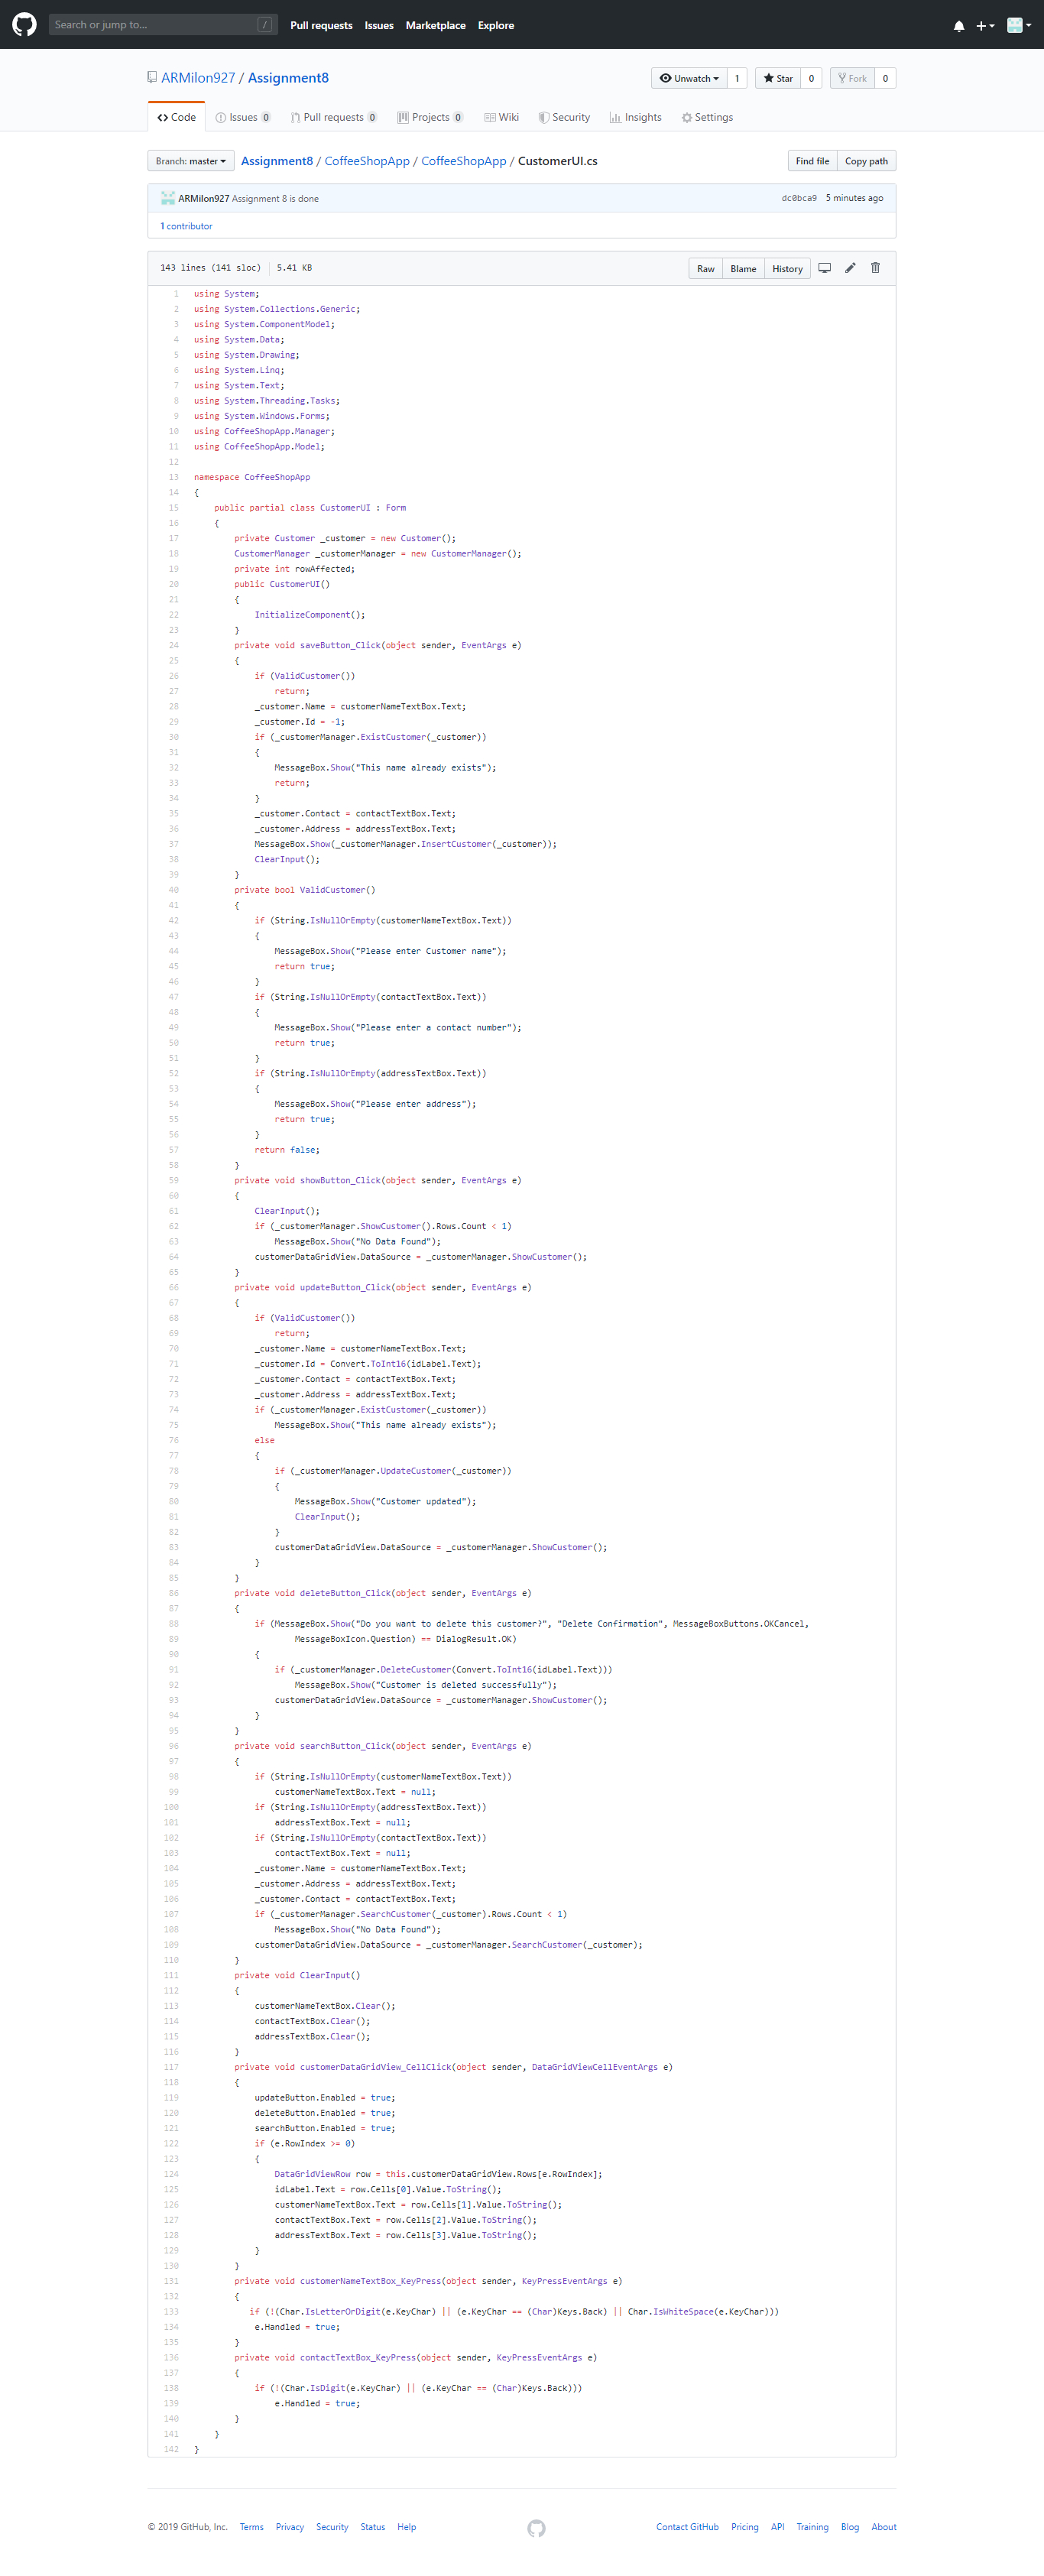 Search or jump to... /
Pull requests Issues Marketplace Explore
ARMilon927 / Assignment8
Unwatch 1 Star 0 Fork 0
Code Issues 0 Pull requests 0 Projects 0 Wiki Security Insights Settings
Branch: master Assignment8 / CoffeeShopApp / CoffeeShopApp / CustomerUI.cs Find file Copy path
ARMilon927 Assignment 8 is done dc0bca9 5 minutes ago
1 contributor
143 lines (141 sloc) 5.41 KB Raw Blame History
1 using System;
2 using System.Collections.Generic;
3 using System.ComponentModel;
4 using System.Data;
5 using System.Drawing;
6 using System.Linq;
7 using System.Text;
8 using System.Threading.Tasks;
9 using System.Windows.Forms;
10 using CoffeeShopApp.Manager;
11 using CoffeeShopApp.Model;
12
13 namespace CoffeeShopApp
14 {
15 public partial class CustomerUI : Form
16 {
17 private Customer _customer = new Customer();
18 CustomerManager _customerManager = new CustomerManager();
19 private int rowAffected;
20 public CustomerUI()
21 {
22 InitializeComponent();
23 }
24 private void saveButton_Click(object sender, EventArgs e)
25 {
26 if (ValidCustomer())
27 return;
28 _customer.Name = customerNameTextBox.Text;
29 _customer.Id = -1;
30 if (_customerManager.ExistCustomer(_customer))
31 {
32 MessageBox.Show("This name already exists");
33 return;
34 }
35 _customer.Contact = contactTextBox.Text;
36 _customer.Address = addressTextBox.Text;
37 MessageBox.Show(_customerManager.InsertCustomer(_customer));
38 ClearInput();
39 }
40 private bool ValidCustomer()
41 {
42 if (String.IsNullOrEmpty(customerNameTextBox.Text))
43 {
44 MessageBox.Show("Please enter Customer name");
45 return true;
46 }
47 if (String.IsNullOrEmpty(contactTextBox.Text))
48 {
49 MessageBox.Show("Please enter a contact number");
50 return true;
51 }
52 if (String.IsNullOrEmpty(addressTextBox.Text))
53 {
54 MessageBox.Show("Please enter address");
55 return true;
56 }
57 return false;
58 }
59 private void showButton_Click(object sender, EventArgs e)
60 {
61 ClearInput();
62 if (_customerManager.ShowCustomer().Rows.Count < 1)
63 MessageBox.Show("No Data Found");
64 customerDataGridView.DataSource = _customerManager.ShowCustomer();
65 }
66 private void updateButton_Click(object sender, EventArgs e)
67 {
68 if (ValidCustomer())
69 return;
70 _customer.Name = customerNameTextBox.Text;
71 _customer.Id = Convert.ToInt16(idLabel.Text);
72 _customer.Contact = contactTextBox.Text;
73 _customer.Address = addressTextBox.Text;
74 if (_customerManager.ExistCustomer(_customer))
75 MessageBox.Show("This name already exists");
76 else
77 {
78 if (_customerManager.UpdateCustomer(_customer))
79 {
80 MessageBox.Show("Customer updated");
81 ClearInput();
82 }
83 customerDataGridView.DataSource = _customerManager.ShowCustomer();
84 }
85 }
86 private void deleteButton_Click(object sender, EventArgs e)
87 {
88 if (MessageBox.Show("Do you want to delete this customer?", "Delete Confirmation", MessageBoxButtons.OKCancel,
89 MessageBoxIcon.Question) == DialogResult.OK)
90 {
91 if (_customerManager.DeleteCustomer(Convert.ToInt16(idLabel.Text)))
92 MessageBox.Show("Customer is deleted successfully");
93 customerDataGridView.DataSource = _customerManager.ShowCustomer();
94 }
95 }
96 private void searchButton_Click(object sender, EventArgs e)
97 {
98 if (String.IsNullOrEmpty(customerNameTextBox.Text))
99 customerNameTextBox.Text = null;
100 if (String.IsNullOrEmpty(addressTextBox.Text))
101 addressTextBox.Text = null;
102 if (String.IsNullOrEmpty(contactTextBox.Text))
103 contactTextBox.Text = null;
104 _customer.Name = customerNameTextBox.Text;
105 _customer.Address = addressTextBox.Text;
106 _customer.Contact = contactTextBox.Text;
107 if (_customerManager.SearchCustomer(_customer).Rows.Count < 1)
108 MessageBox.Show("No Data Found");
109 customerDataGridView.DataSource = _customerManager.SearchCustomer(_customer);
110 }
111 private void ClearInput()
112 {
113 customerNameTextBox.Clear();
114 contactTextBox.Clear();
115 addressTextBox.Clear();
116 }
117 private void customerDataGridView_CellClick(object sender, DataGridViewCellEventArgs e)
118 {
119 updateButton.Enabled = true;
120 deleteButton.Enabled = true;
121 searchButton.Enabled = true;
122 if (e.RowIndex >= 0)
123 {
124 DataGridViewRow row = this.customerDataGridView.Rows[e.RowIndex];
125 idLabel.Text = row.Cells[0].Value.ToString();
126 customerNameTextBox.Text = row.Cells[1].Value.ToString();
127 contactTextBox.Text = row.Cells[2].Value.ToString();
128 addressTextBox.Text = row.Cells[3].Value.ToString();
129 }
130 }
131 private void customerNameTextBox_KeyPress(object sender, KeyPressEventArgs e)
132 {
133 if (!(Char.IsLetterOrDigit(e.KeyChar) || (e.KeyChar == (Char)Keys.Back) || Char.IsWhiteSpace(e.KeyChar)))
134 e.Handled = true;
135 }
136 private void contactTextBox_KeyPress(object sender, KeyPressEventArgs e)
137 {
138 if (!(Char.IsDigit(e.KeyChar) || (e.KeyChar == (Char)Keys.Back)))
139 e.Handled = true;
140 }
141 }
142 }
© 2019 GitHub, Inc. Terms Privacy Security Status Help Contact GitHub Pricing API Training Blog About